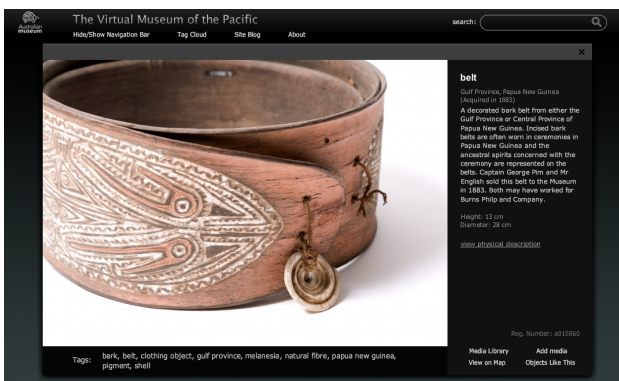 Australian
museum
The Virtual Museum of the Pacific
Hide/Show Navigation Bar
Tag Cloud
Site Blog
About
search:
belt
Gulf Province, Papua New Guinea
(Acquired in 1883)
A decorated bark belt from either the
Gulf Province or Central Province of
Papua New Guinea. Incised bark
belts are often worn in ceremonies in
Papua New Guinea and the
ancestral spirits concerned with the
ceremony are represented on the
belts. Captain George Pim and Mr
English sold this belt to the Museum
in 1883. Both may have worked for
Burns Philp and Company.
Height: 13 cm
Diameter: 28 cm
view physical description
Reg. Number: a015860
Media Library
Add media
View on Map
Objects Like This
Tags:
bark, belt, clothing object, gulf province, melanesia, natural fibre, papua new guinea,
pigment, shell